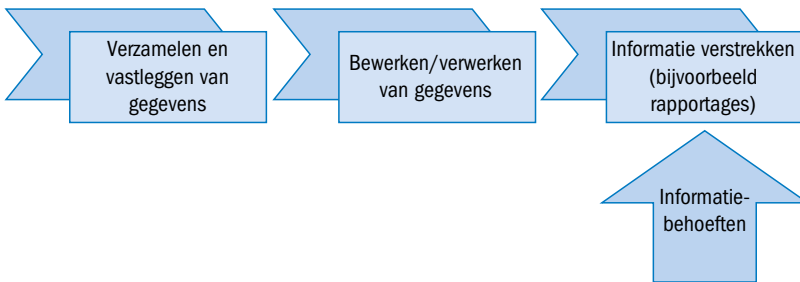 Verzamelen en
vastleggen van
gegevens
Bewerken/verwerken
van gegevens
Informatie verstrekken
(bijvoorbeeld
rapportages)
Informatie-
behoeften